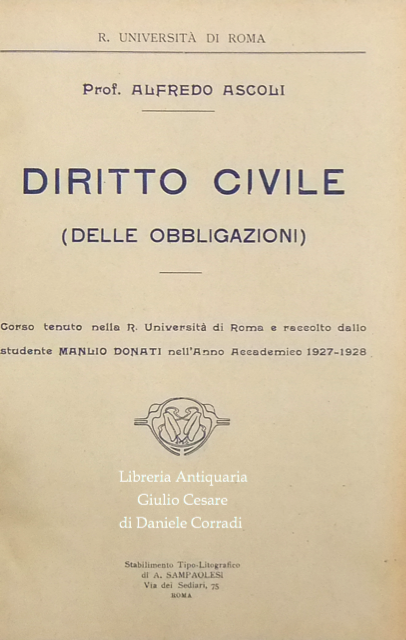 R. UNIVERSITÀ DI ROMA
Prof. ALFREDO ASCOLI
DIRITTO CIVILE
(DELLE OBBLIGAZIONI)
Corso tenuto nella R. Università di Roma e raccolto dallo
studente MANLIO DONATI nell'Anno Accademico 1927-1928
Libreria Antiquaria
Giulio Cesare
di Daniele Corradi
Stabilimento Tipo-Litografico
di A. SAMPAOLESI
Via dei Sediari, 75
ROMA